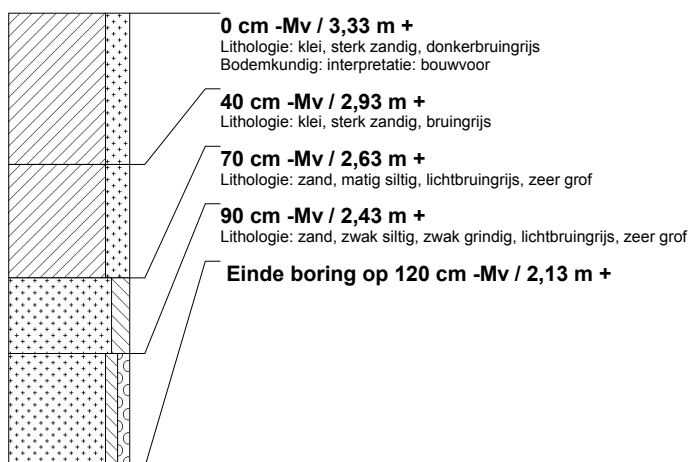 0 cm -Mv / 3,33 m +
Lithologie: klei, sterk zandig, donkerbruingrijs
Bodemkundig: interpretatie: bouwvoor
40 cm -Mv / 2,93 m +
Lithologie: klei, sterk zandig, bruingrijs
70 cm -Mv / 2,63 m +
Lithologie: zand, matig siltig, lichtbruingrijs, zeer grof
90 cm -Mv / 2,43 m +
Lithologie: zand, zwak siltig, zwak grindig, lichtbruingrijs, zeer grof
Einde boring op 120 cm -Mv / 2,13 m +